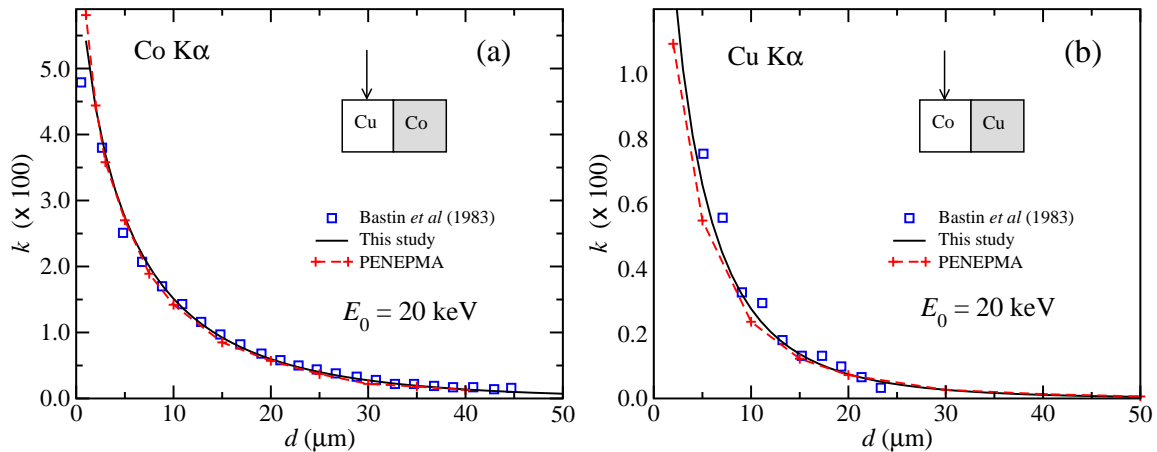 Co Kα
(a)
Cu Co
Bastin et al (1983)
This study
PENEPMA
E0 = 20 keV
k (x 100)
5.0
4.0
3.0
2.0
1.0
0.0
0 10 20 30 40 50
d (μm)
Cu Kα
(b)
Co Cu
Bastin et al (1983)
This study
PENEPMA
E0 = 20 keV
k (x 100)
1.0
0.8
0.6
0.4
0.2
0.0
0 10 20 30 40 50
d (μm)